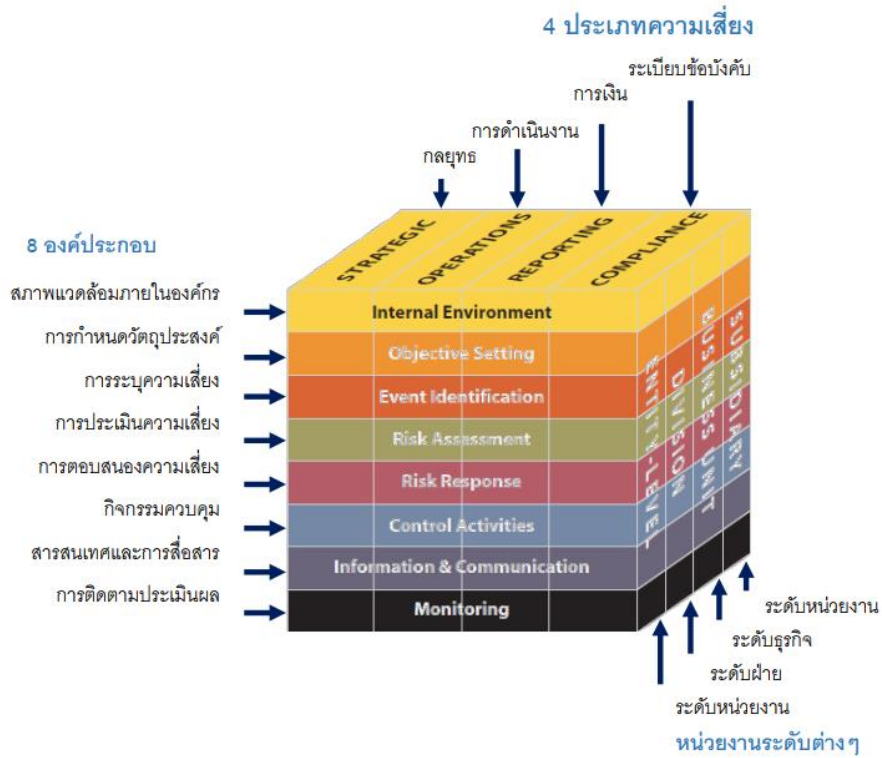 4 ประเภทความเสี่ยง
ระเบียบข้อบังคับ
การเงิน
การดำเนินงาน
กลยุทธ
STRATEGIC
OPERATIONS
REPORTING
COMPLIANCE
8 องค์ประกอบ
สภาพแวดล้อมภายในองค์กร
การกำหนดวัตถุประสงค์
การระบุความเสี่ยง
การประเมินความเสี่ยง
การตอบสนองความเสี่ยง
กิจกรรมควบคุม
สารสนเทศและการสื่อสาร
การติดตามประเมินผล
Internal Environment
Objective Setting
Event Identification
Risk Assessment
Risk Response
Control Activities
Information & Communication
Monitoring
ENTITY-LEVEL
DIVISION
BUSINESS UNIT
SUBSIDIARY
ระดับหน่วยงาน
ระดับธุรกิจ
ระดับฝ่าย
ระดับหน่วยงาน
หน่วยงานระดับต่างๆ